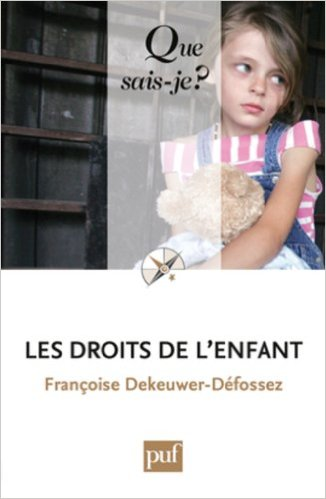 Que
sais-je?
LES DROITS DE L'ENFANT
Françoise Dekeuwer-Défossez
puf